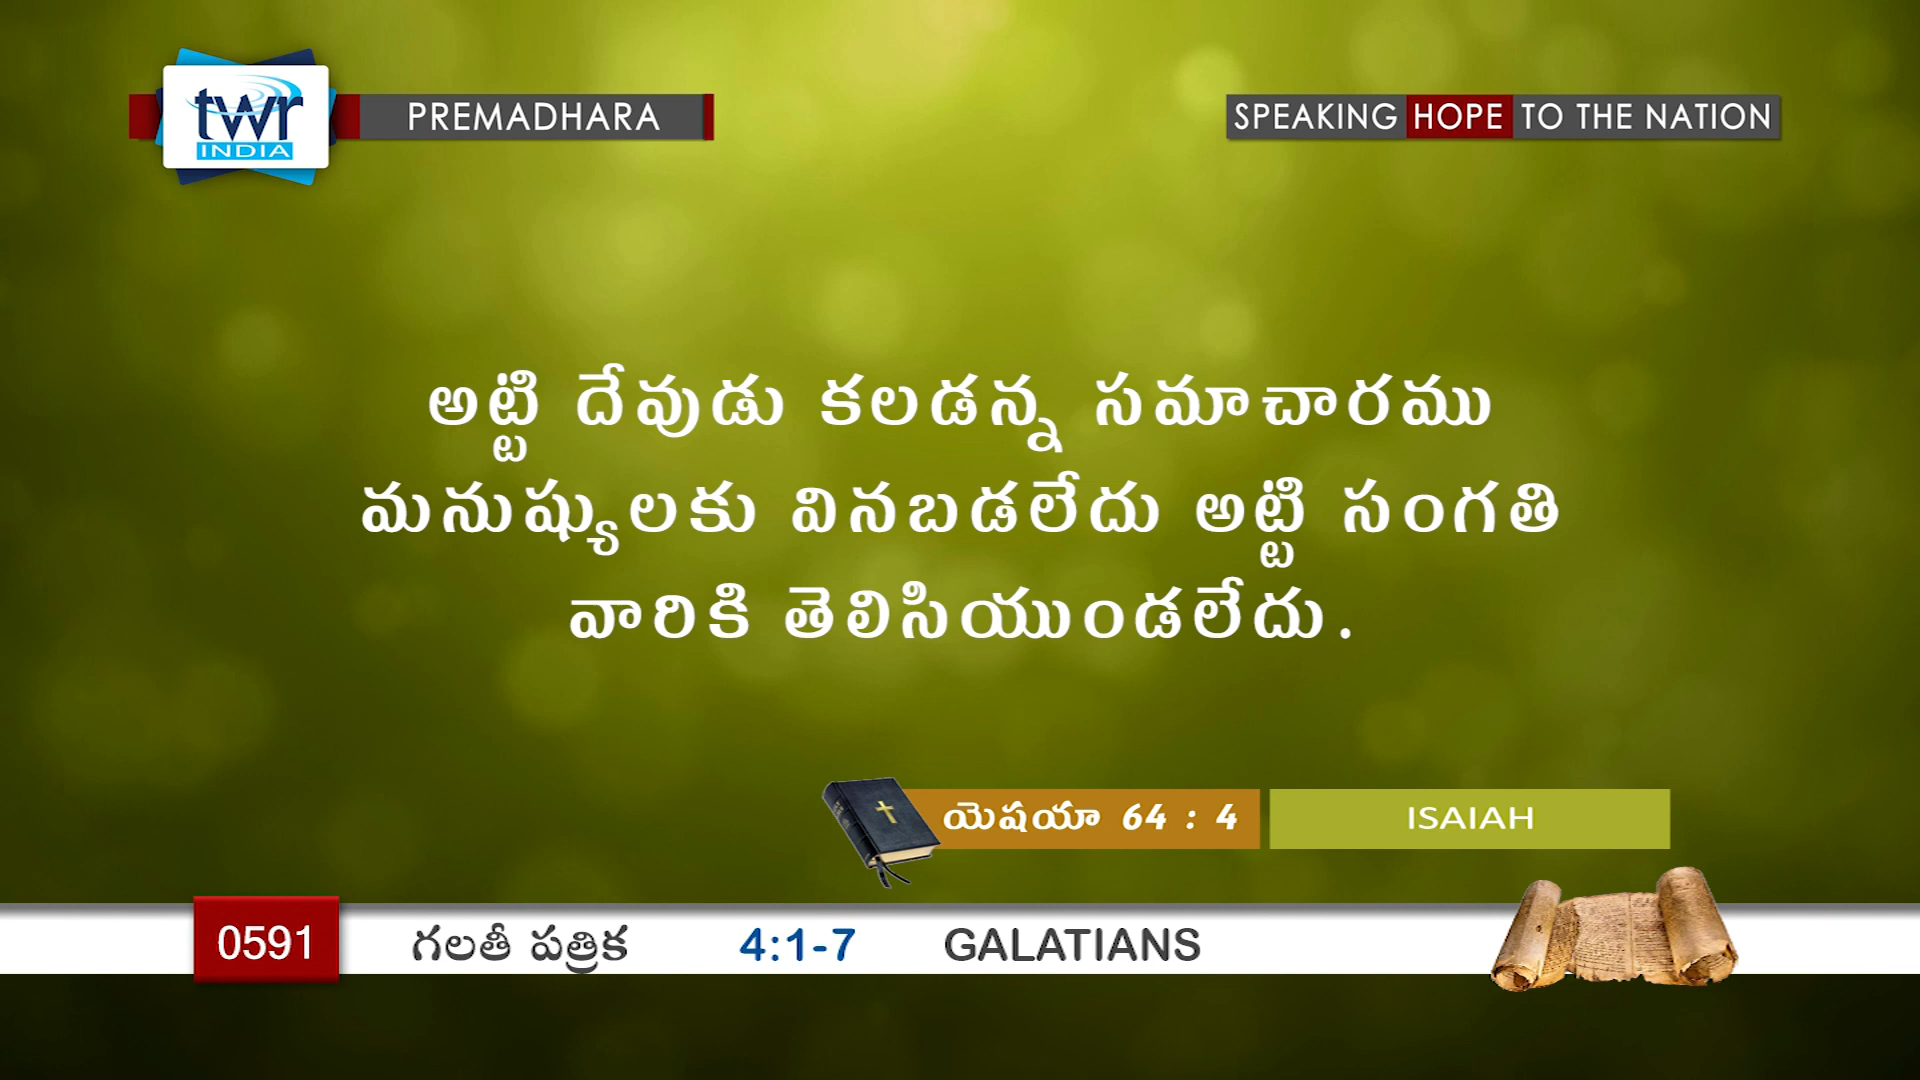 twr
INDIA
PREMADHARA
SPEAKING HOPE TO THE NATION
అట్టి దేవుడు కలడన్న సమాచారము
మనుష్యులకు వినబడలేదు అట్టి సంగతి
వారికి తెలిసియుండలేదు.
యెషయా 64 : 4
ISAIAH
0591 గలతీ పత్రిక 4:1-7 GALATIANS